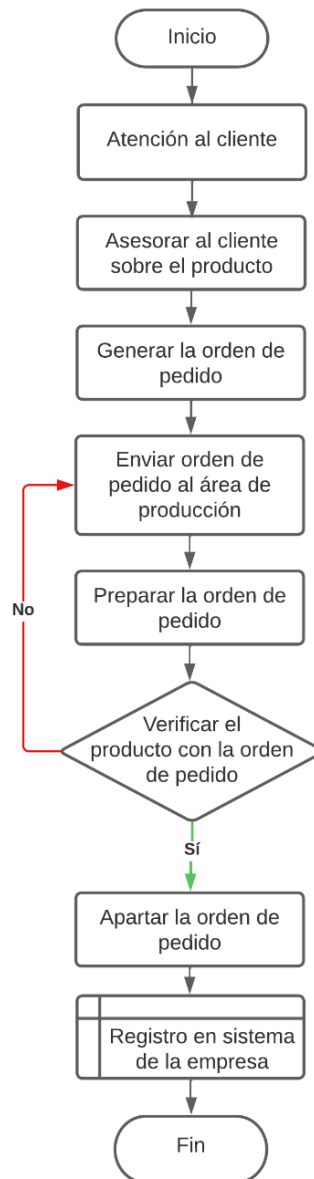 Inicio
Atención al cliente
Asesorar al cliente
sobre el producto
Generar la orden de
pedido
Enviar orden de
pedido al área de
producción
Preparar la orden de
pedido
No
Verificar el
producto con la orden
de pedido
Sí
Apartar la orden de
pedido
Registro en sistema
de la empresa
Fin